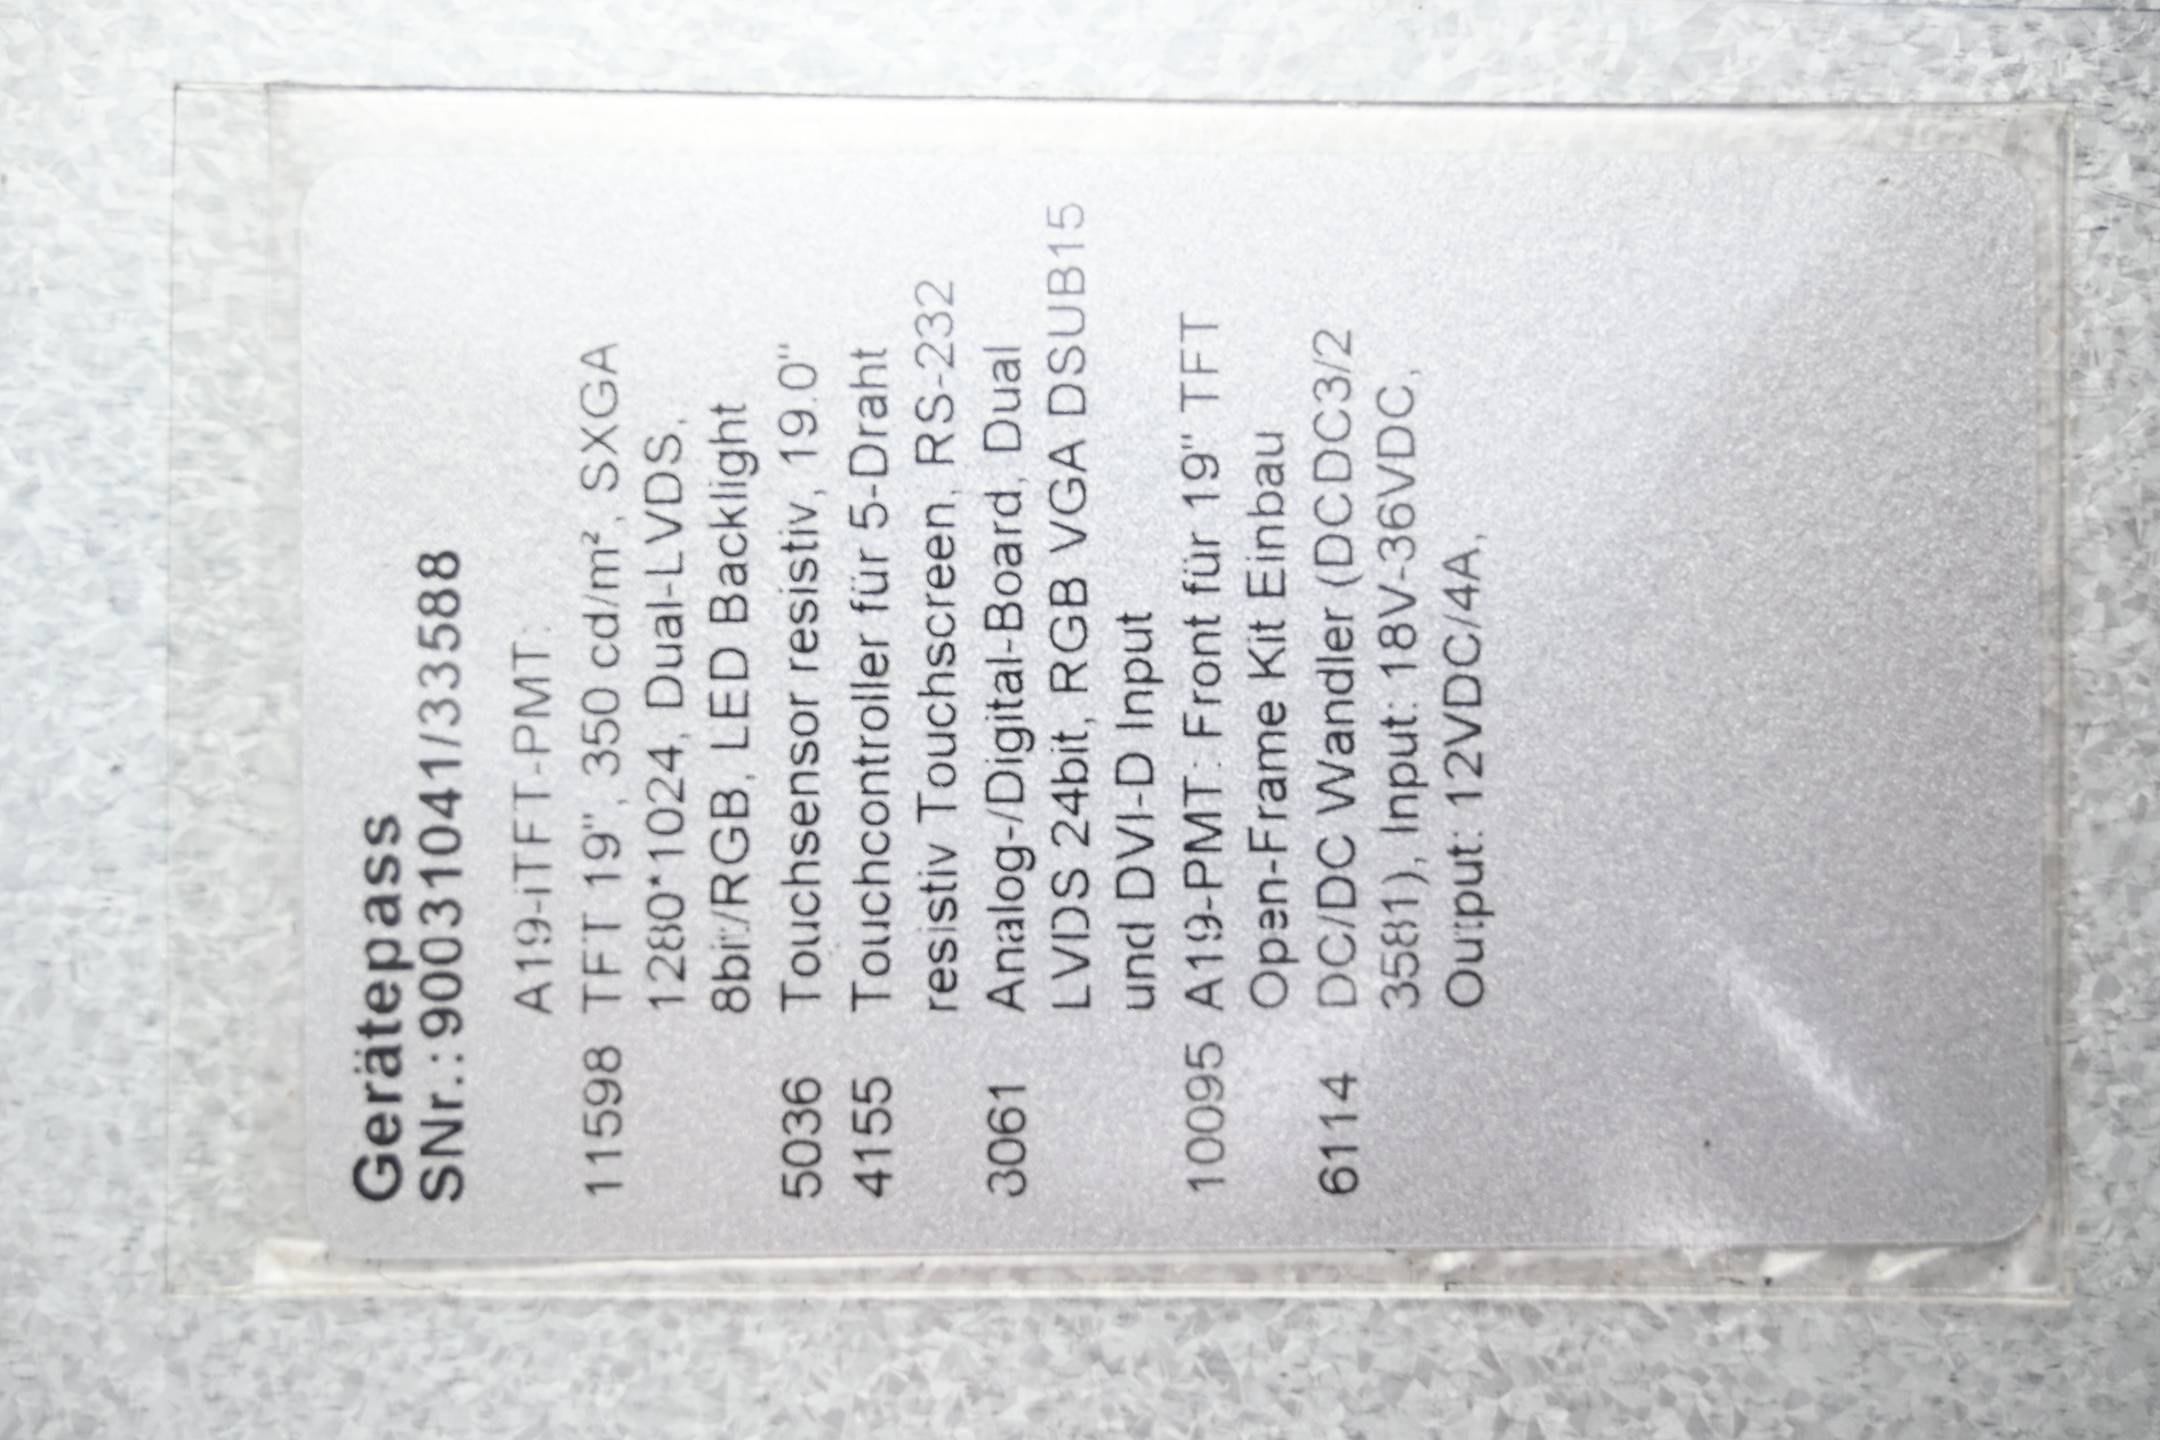 Gerätepass
SNr.:90031041/33588
A19-iTFT-PMT:
11598 TFT 19", 350 cd/m², SXGA
1280*1024, Dual-LVDS,
8bit/RGB, LED Backlight
5036 Touchsensor resistiv, 19.0"
4155 Touchcontroller für 5-Draht
resistiv Touchscreen, RS-232
3061 Analog-/Digital-Board, Dual
LVDS 24bit, RGB VGA DSUB15
und DVI-D Input
10095 A19-PMT: Front für 19" TFT
Open-Frame Kit Einbau
6114 DC/DC Wandler (DCDC3/2
3581), Input: 18V-36VDC,
Output: 12VDC/4A,